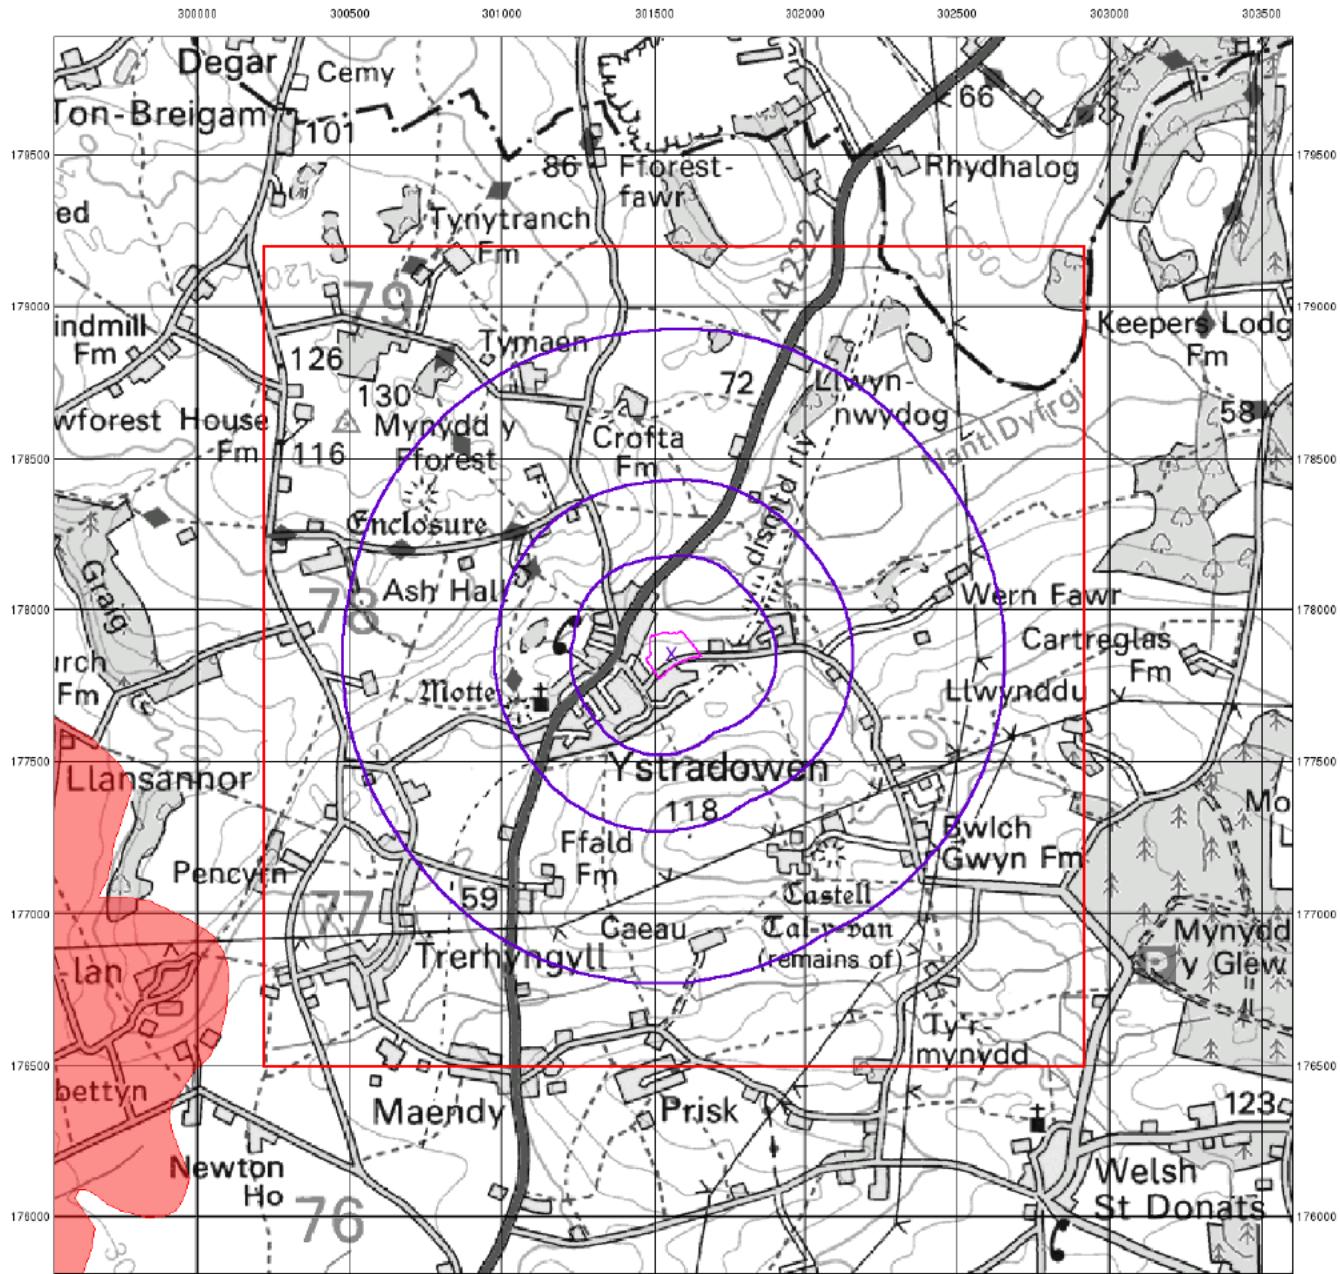 300000 300500 301000 301500 302000 302500 303000 303500
Degar
Cemy
Ton-Breigam
101
66
179500
86
Fforest-
fawr
Rhydhalog
179500
ed
Tynytranch
Fm
A4222
120
79
50
179000
179000
indmill
Fm
Tymaen
Keepers Lodg
Fm
126
130
72
Llwyn-
nwydog
wforest House
Fm
Mynydd y
Fforest
Crofta
Fm
58
116
Nant Dyfrgi
178500
178500
Enclosure
dismtd rly
Graig
Ash Hall
Wern Fawr
178000
78
178000
Cartreglas
Fm
urch
Fm
Motte
Llwynddu
177500
Ystradowen
177500
Llansannor
118
Mo
L
Ffald
Fm
Bwlch
Gwyn Fm
Pencyrn
59
Castell
Tal-y-van
(remains of)
77
177000
177000
Gaeau
Mynydd
y Glew
-lan
Trerhyngyll
P
Ty'r-
mynydd
176500
176500
bettyn
Maendy
Prisk
123
Newton
Ho
Welsh
St Donats
76
176000
176000